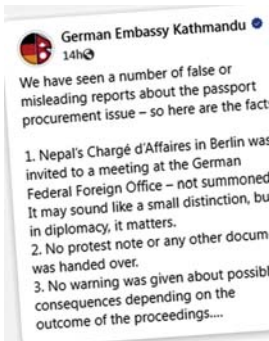 German Embassy Kathmandu
14h
We have seen a number of false or
misleading reports about the passport
procurement issue – so here are the facts
1. Nepal's Chargé d'Affaires in Berlin was
invited to a meeting at the German
Federal Foreign Office – not summoned
It may sound like a small distinction, bu
in diplomacy, it matters.
2. No protest note or any other docum
was handed over.
3. No warning was given about possibl
consequences depending on the
outcome of the proceedings....